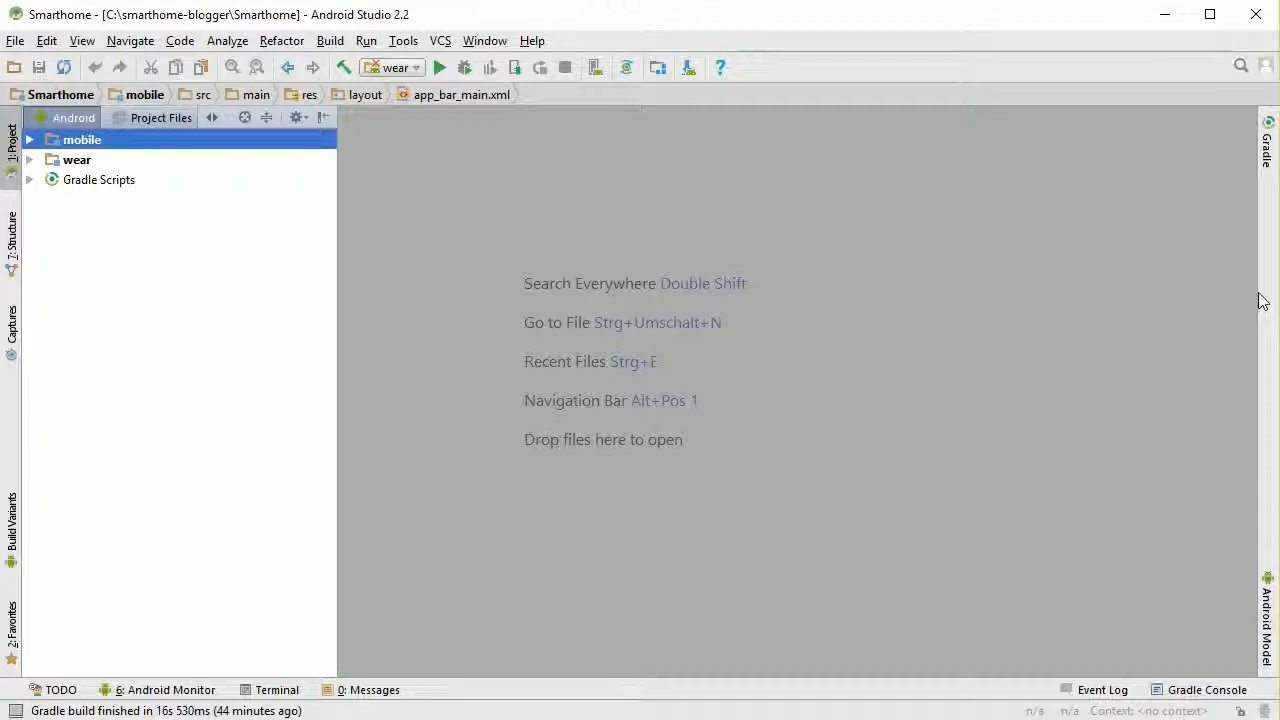 Smarthome - [C:\smarthome-blogger\Smarthome] - Android Studio 2.2
File Edit View Navigate Code Analyze Refactor Build Run Tools VCS Window Help
wear
Smarthome mobile src main res layout app_bar_main.xml
Android Project Files
mobile
wear
Gradle Scripts
1: Project
7: Structure
Captures
Build Variants
2: Favorites
Search Everywhere Double Shift
Go to File Strg+Umschalt+N
Recent Files Strg+E
Navigation Bar Alt+Pos 1
Drop files here to open
Gradle
Android Model
TODO 6: Android Monitor Terminal 0: Messages Event Log Gradle Console
Gradle build finished in 16s 530ms (44 minutes ago) n/a n/a Context: <no context>